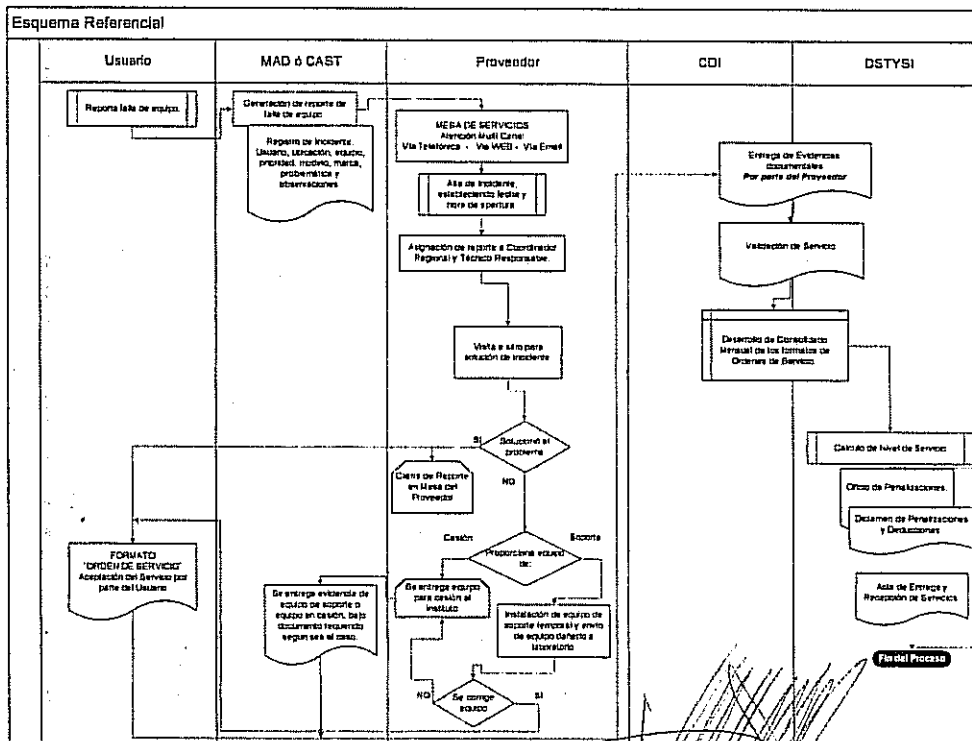 Esquema Referencial
Usuario
MAD ó CAST
Proveedor
CDI
DSTYSI
Reporta falla de equipo.
Generación de reporte de
falla de equipo
Registro de Incidente.
Usuario, ubicación, equipo,
prioridad, modelo, marca,
problemática y
observaciones
MESA DE SERVICIOS
Atención Multi Canal
Vía Telefónica - Vía WEB - Vía Email
Alta de Incidente,
estableciendo fecha y
hora de apertura
Asignación de reporte a Coordinador
Regional y Técnico Responsable.
Visita a sitio para
solución de incidente
SI
Solucionó el
problema
NO
Cierre de Reporte
en Mesa del
Proveedor
Cesión
Soporte
Proporciona equipo
de:
Se entrega equipo
para cesión al
Instituto
Instalación de equipo de
soporte temporal y envío
de equipo dañado a
laboratorio
NO
Se corrige
equipo
SI
FORMATO
"ORDEN DE SERVICIO"
Aceptación del Servicio por
parte del Usuario
Se entrega evidencia de
equipo de soporte o
equipo en cesión, bajo
documento requerido
según sea el caso.
Entrega de Evidencias
documentales
Por parte del Proveedor
Validación de Servicio
Desarrollo de Consolidado
Mensual de los formatos de
Ordenes de Servicio.
Calculo de Nivel de Servicio
Oficio de Penalizaciones.
Dictamen de Penalizaciones
y Deducciones
Acta de Entrega y
Recepción de Servicios
Fin del Proceso